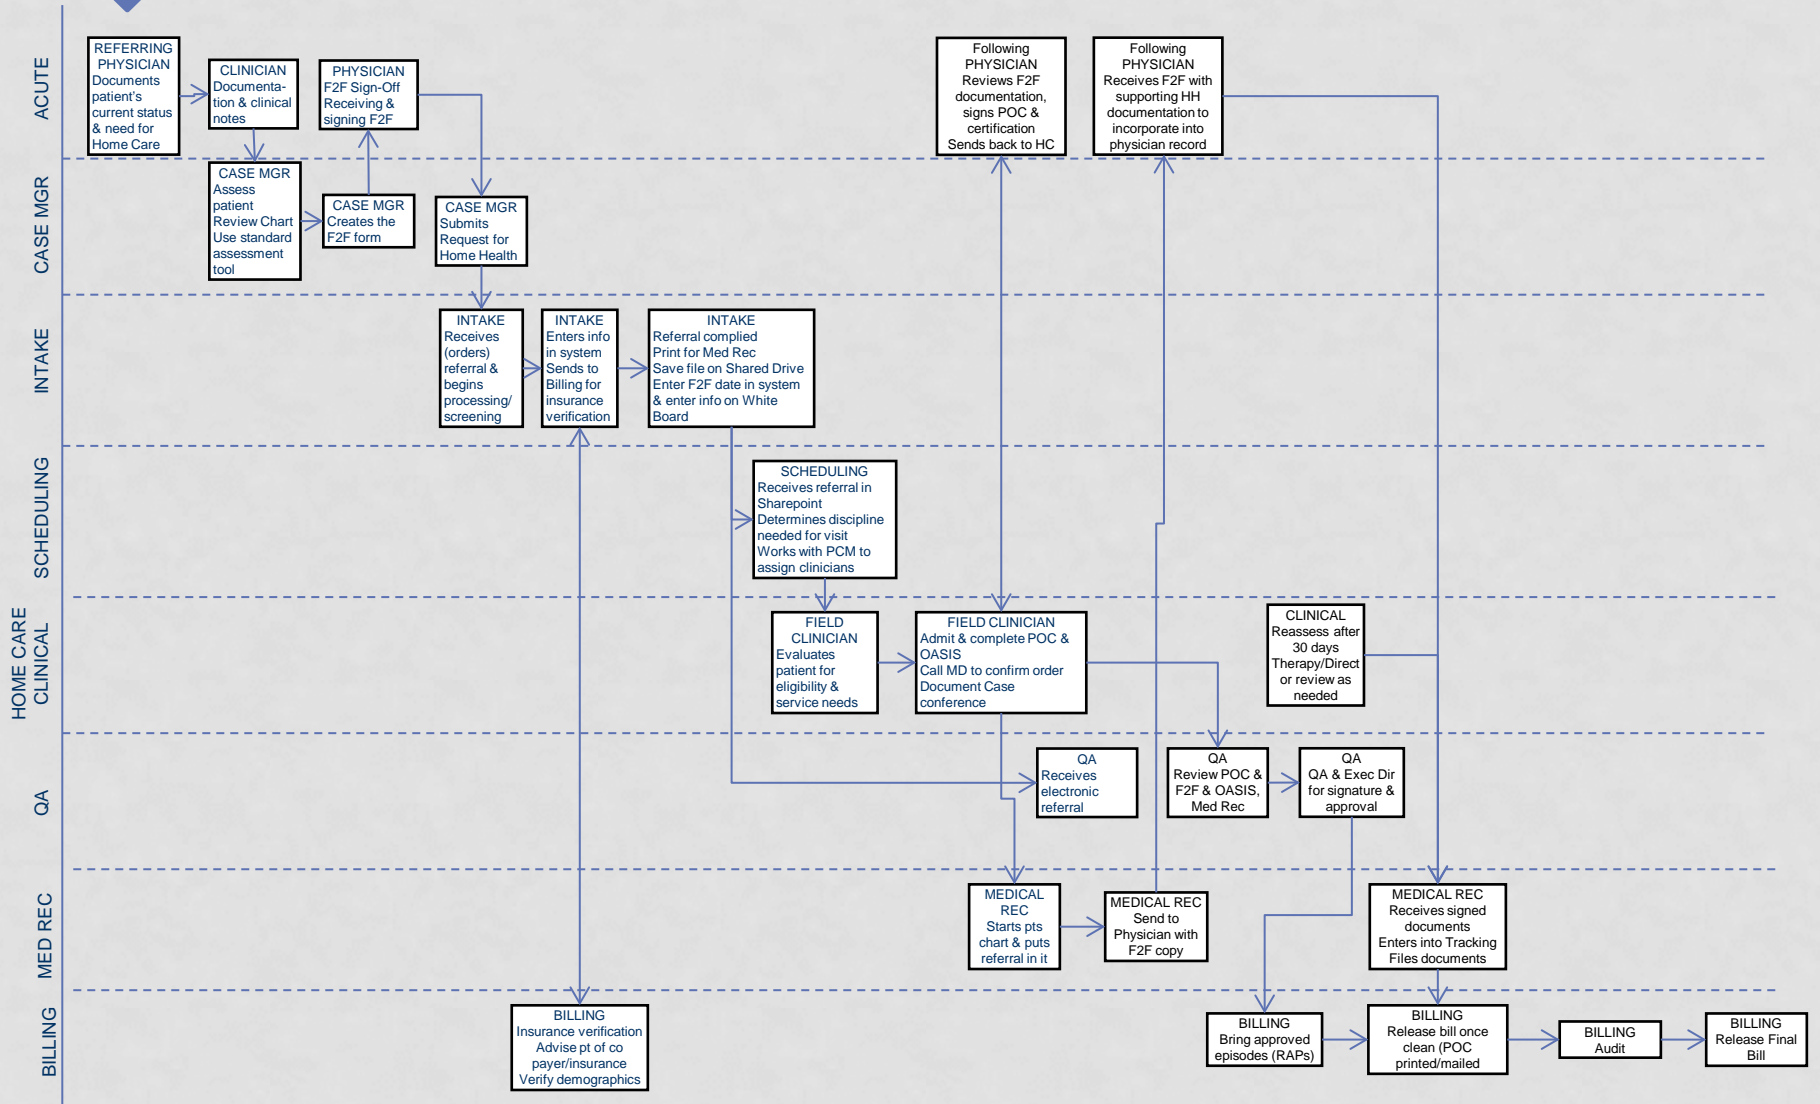 ACUTE
REFERRING
PHYSICIAN
Documents
patient's
current status
& need for
Home Care
CLINICIAN
Documenta-
tion & clinical
notes
PHYSICIAN
F2F Sign-Off
Receiving &
signing F2F
Following
PHYSICIAN
Reviews F2F
documentation,
signs POC &
certification
Sends back to HC
Following
PHYSICIAN
Receives F2F with
supporting HH
documentation to
incorporate into
physician record
CASE MGR
CASE MGR
Assess
patient
Review Chart
Use standard
assessment
tool
CASE MGR
Creates the
F2F form
CASE MGR
Submits
Request for
Home Health
INTAKE
INTAKE
Receives
(orders)
referral &
begins
processing/
screening
INTAKE
Enters info
in system
Sends to
Billing for
insurance
verification
INTAKE
Referral complied
Print for Med Rec
Save file on Shared Drive
Enter F2F date in system
& enter info on White
Board
SCHEDULING
SCHEDULING
Receives referral in
Sharepoint
Determines discipline
needed for visit
Works with PCM to
assign clinicians
HOME CARE
CLINICAL
FIELD
CLINICIAN
Evaluates
patient for
eligibility &
service needs
FIELD CLINICIAN
Admit & complete POC &
OASIS
Call MD to confirm order
Document Case
conference
CLINICAL
Reassess after
30 days
Therapy/Direct
or review as
needed
QA
QA
Receives
electronic
referral
QA
Review POC &
F2F & OASIS,
Med Rec
QA
QA & Exec Dir
for signature &
approval
MED REC
MEDICAL
REC
Starts pts
chart & puts
referral in it
MEDICAL REC
Send to
Physician with
F2F copy
MEDICAL REC
Receives signed
documents
Enters into Tracking
Files documents
BILLING
BILLING
Insurance verification
Advise pt of co
payer/insurance
Verify demographics
BILLING
Bring approved
episodes (RAPs)
BILLING
Release bill once
clean (POC
printed/mailed
BILLING
Audit
BILLING
Release Final
Bill